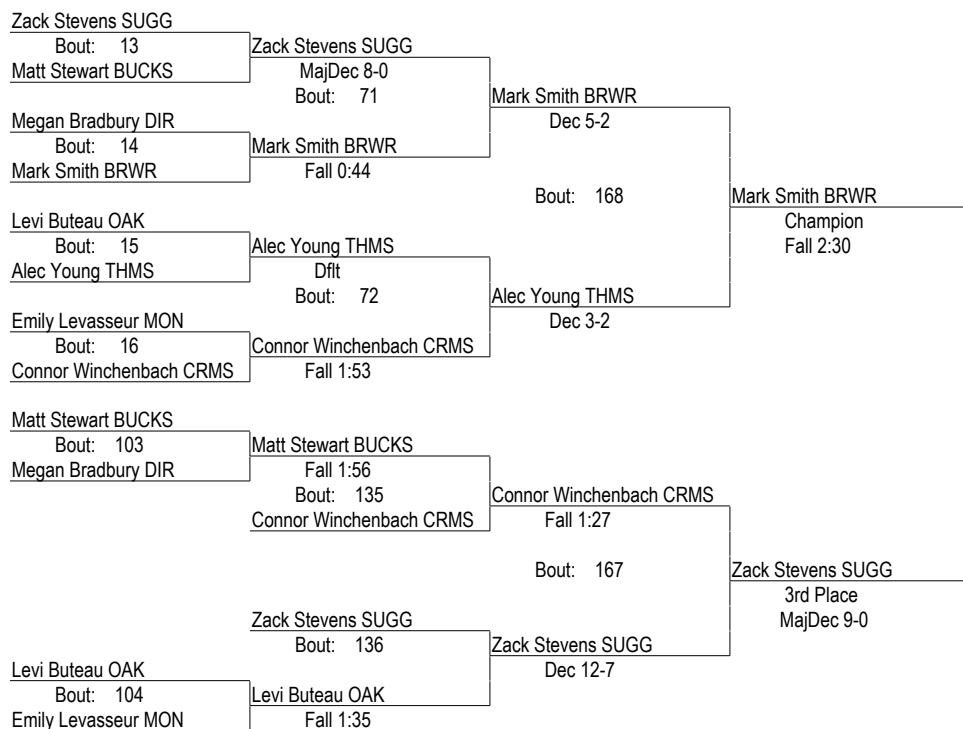 Zack Stevens SUGG
Bout: 13
Zack Stevens SUGG
Matt Stewart BUCKS
MajDec 8-0
Bout: 71
Mark Smith BRWR
Megan Bradbury DIR
Dec 5-2
Bout: 14
Mark Smith BRWR
Mark Smith BRWR
Fall 0:44
Bout: 168
Mark Smith BRWR
Levi Buteau OAK
Champion
Bout: 15
Alec Young THMS
Fall 2:30
Alec Young THMS
Dflt
Bout: 72
Alec Young THMS
Emily Levasseur MON
Dec 3-2
Bout: 16
Connor Winchenbach CRMS
Connor Winchenbach CRMS
Fall 1:53
Matt Stewart BUCKS
Bout: 103
Matt Stewart BUCKS
Megan Bradbury DIR
Fall 1:56
Bout: 135
Connor Winchenbach CRMS
Connor Winchenbach CRMS
Fall 1:27
Bout: 167
Zack Stevens SUGG
3rd Place
Zack Stevens SUGG
MajDec 9-0
Bout: 136
Zack Stevens SUGG
Levi Buteau OAK
Dec 12-7
Bout: 104
Levi Buteau OAK
Emily Levasseur MON
Fall 1:35